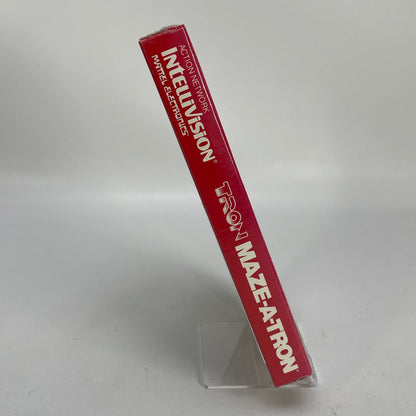 ACTION NETWORK
INTELLIVISION®
MATTEL ELECTRONICS®
TRON MAZE-A-TRON